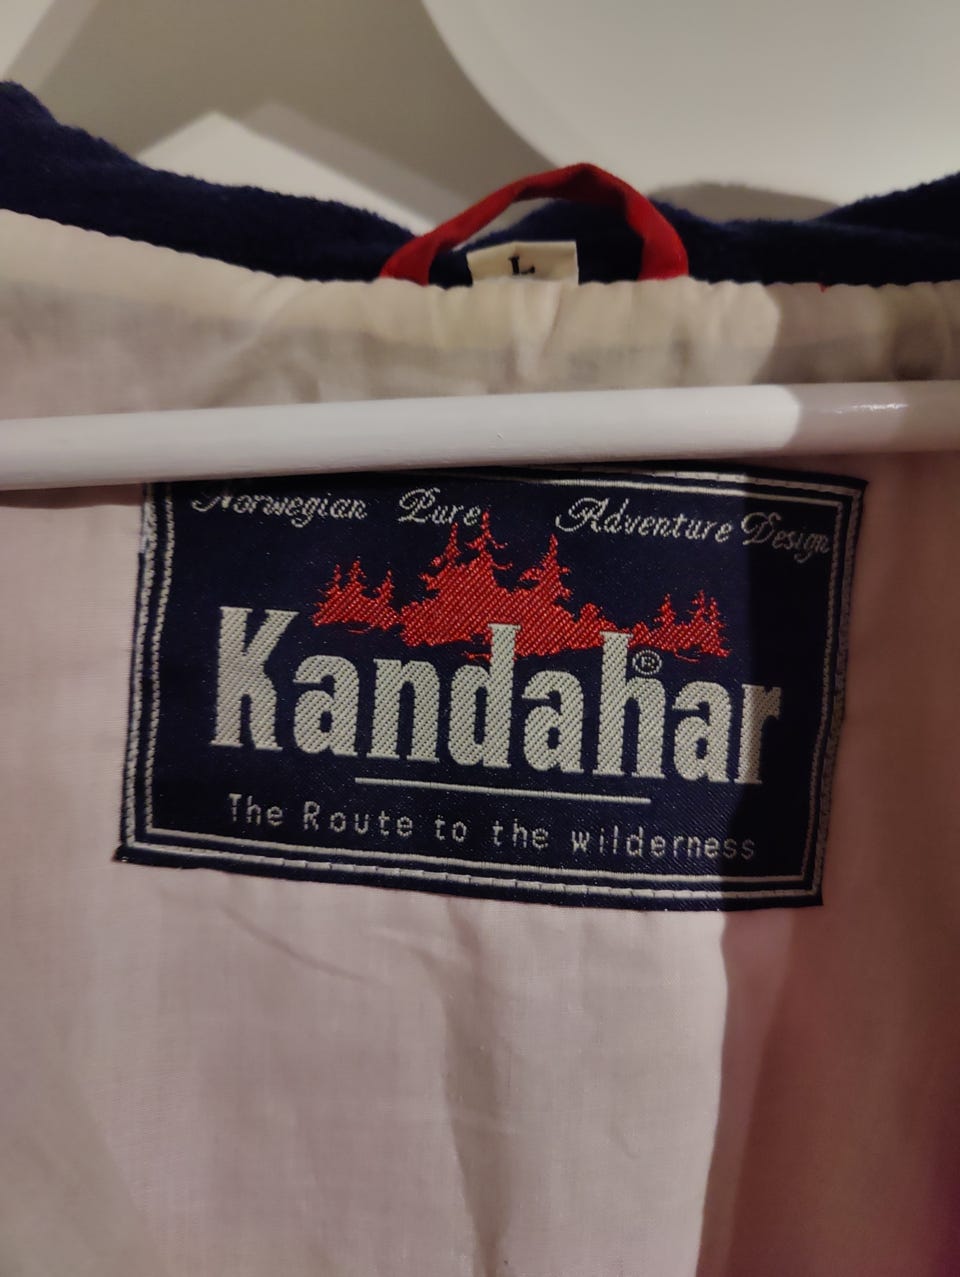 L
Norwegian Pure Adventure Design
Kandahar®
The Route to the wilderness